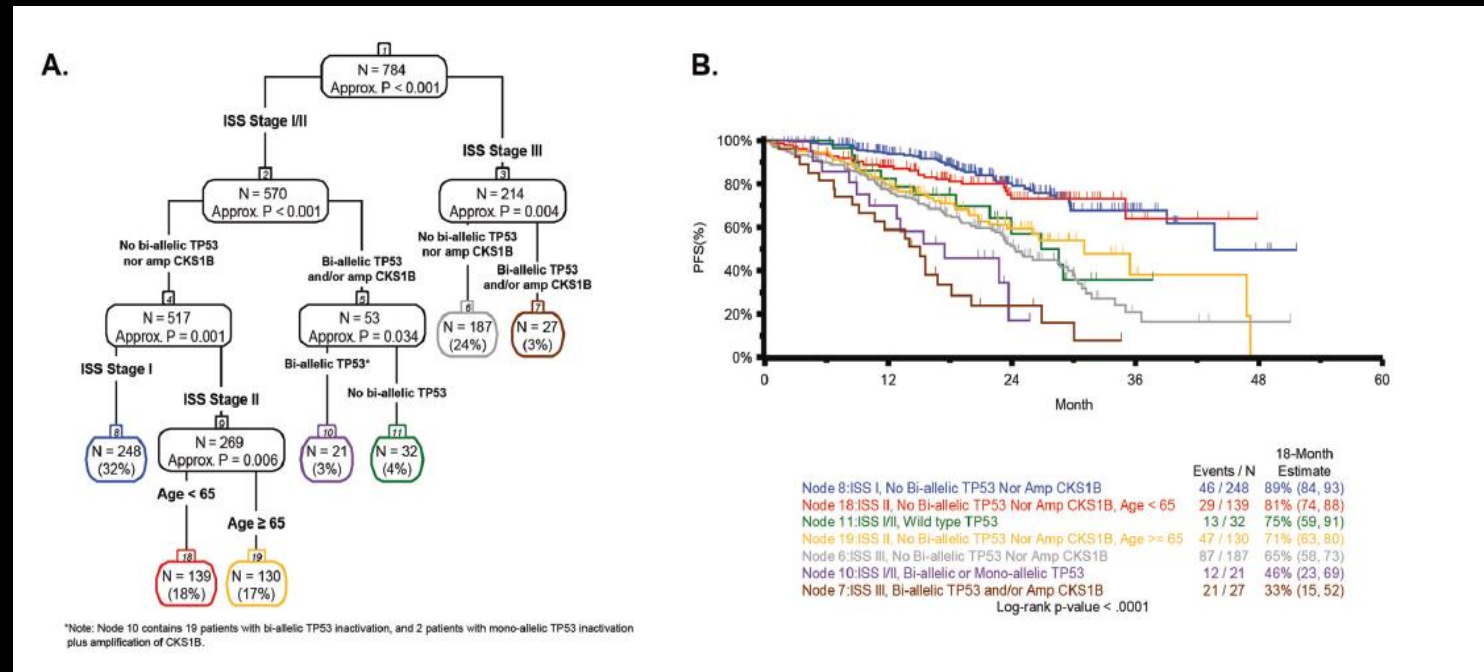 A.
1
N = 784
Approx. P < 0.001
ISS Stage I/II
ISS Stage III
2
N = 570
Approx. P < 0.001
3
N = 214
Approx. P = 0.004
No bi-allelic TP53
nor amp CKS1B
Bi-allelic TP53
and/or amp CKS1B
No bi-allelic TP53
nor amp CKS1B
Bi-allelic TP53
and/or amp CKS1B
4
N = 517
Approx. P = 0.001
5
N = 53
Approx. P = 0.034
6
N = 187
(24%)
7
N = 27
(3%)
ISS Stage I
ISS Stage II
Bi-allelic TP53*
No bi-allelic TP53
8
N = 248
(32%)
9
N = 269
Approx. P = 0.006
10
N = 21
(3%)
11
N = 32
(4%)
Age < 65
Age ≥ 65
18
N = 139
(18%)
19
N = 130
(17%)
*Note: Node 10 contains 19 patients with bi-allelic TP53 inactivation, and 2 patients with mono-allelic TP53 inactivation
plus amplification of CKS1B.
B.
PFS(%)
100%
80%
60%
40%
20%
0%
0 12 24 36 48 60
Month
18-Month
Events / N Estimate
Node 8:ISS I, No Bi-allelic TP53 Nor Amp CKS1B 46 / 248 89% (84, 93)
Node 18:ISS II, No Bi-allelic TP53 Nor Amp CKS1B, Age < 65 29 / 139 81% (74, 88)
Node 11:ISS I/II, Wild type TP53 13 / 32 75% (59, 91)
Node 19:ISS II, No Bi-allelic TP53 Nor Amp CKS1B, Age >= 65 47 / 130 71% (63, 80)
Node 6:ISS III, No Bi-allelic TP53 Nor Amp CKS1B 87 / 187 65% (58, 73)
Node 10:ISS I/II, Bi-allelic or Mono-allelic TP53 12 / 21 46% (23, 69)
Node 7:ISS III, Bi-allelic TP53 and/or Amp CKS1B 21 / 27 33% (15, 52)
Log-rank p-value < .0001